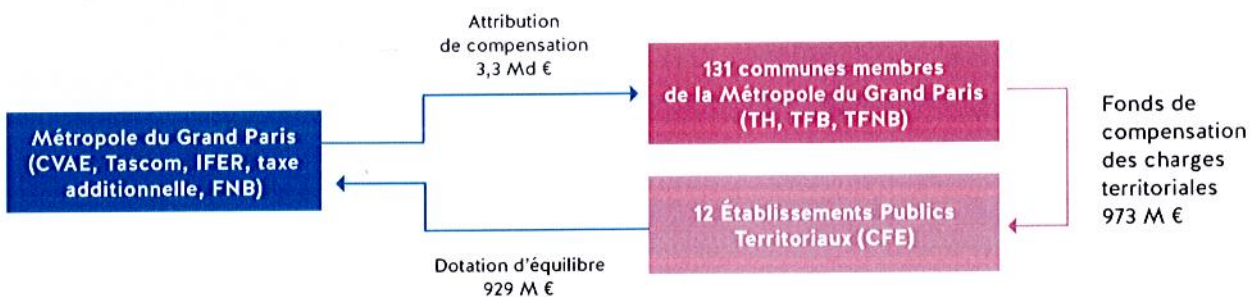 Attribution
de compensation
3,3 Md €
131 communes membres
de la Métropole du Grand Paris
(TH, TFB, TFNB)
Métropole du Grand Paris
(CVAE, Tascom, IFER, taxe
additionnelle, FNB)
Fonds de
compensation
des charges
territoriales
973 M €
12 Établissements Publics
Territoriaux (CFE)
Dotation d'équilibre
929 M €